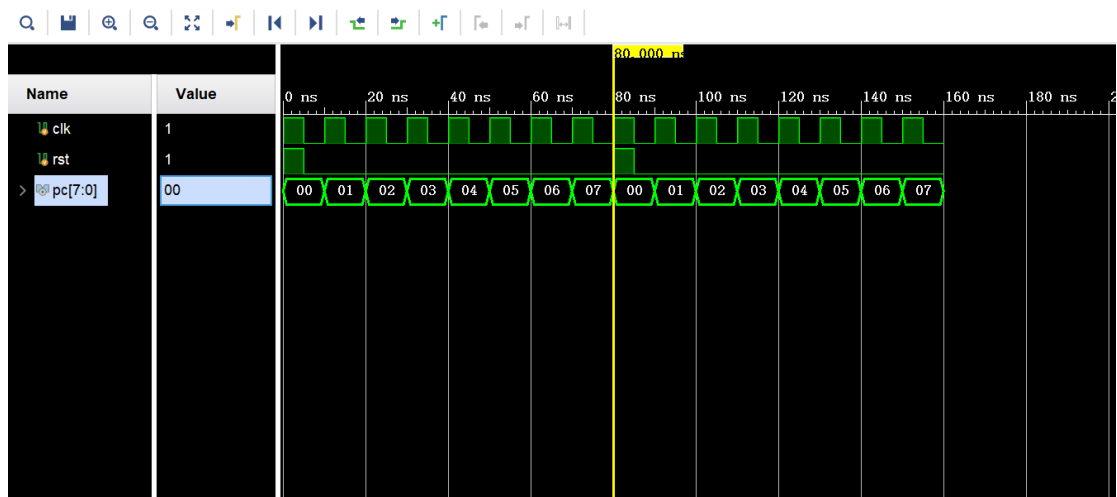 80.000 ns
Name Value
0 ns 20 ns 40 ns 60 ns 80 ns 100 ns 120 ns 140 ns 160 ns 180 ns 2
clk 1
rst 1
> pc[7:0] 00 00 01 02 03 04 05 06 07 00 01 02 03 04 05 06 07